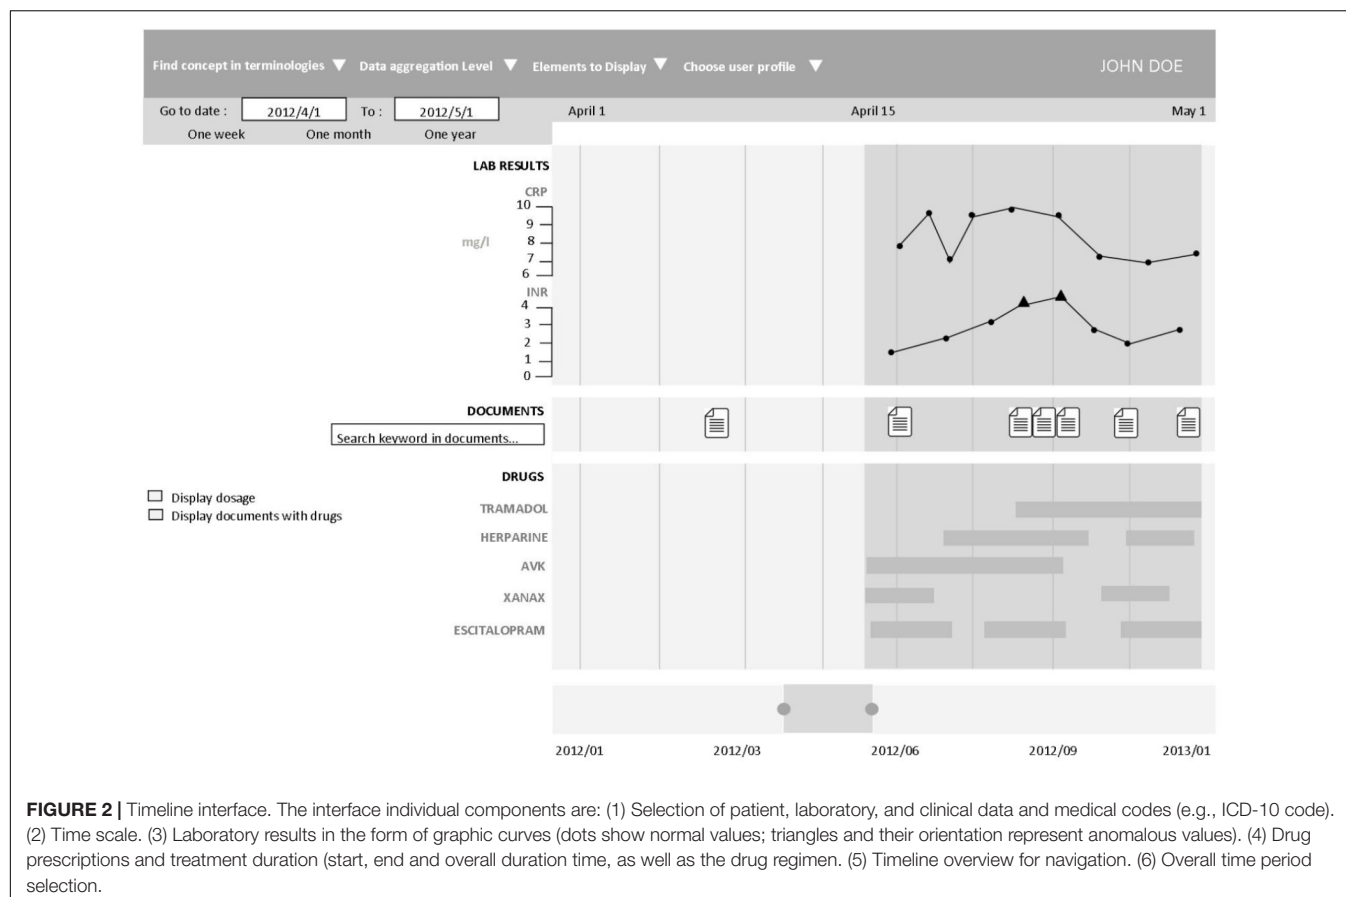 Find concept in terminologies Data aggregation Level Elements to Display Choose user profile JOHN DOE
Go to date : 2012/4/1 To : 2012/5/1 April 1 April 15 May 1
One week One month One year
LAB RESULTS
CRP
10
9
mg/l 8
7
6
INR
4
3
2
1
0
DOCUMENTS
Search keyword in documents...
DRUGS
Display dosage
Display documents with drugs
TRAMADOL
HERPARINE
AVK
XANAX
ESCITALOPRAM
2012/01 2012/03 2012/06 2012/09 2013/01
FIGURE 2 | Timeline interface. The interface individual components are: (1) Selection of patient, laboratory, and clinical data and medical codes (e.g., ICD-10 code).
(2) Time scale. (3) Laboratory results in the form of graphic curves (dots show normal values; triangles and their orientation represent anomalous values). (4) Drug
prescriptions and treatment duration (start, end and overall duration time, as well as the drug regimen. (5) Timeline overview for navigation. (6) Overall time period
selection.